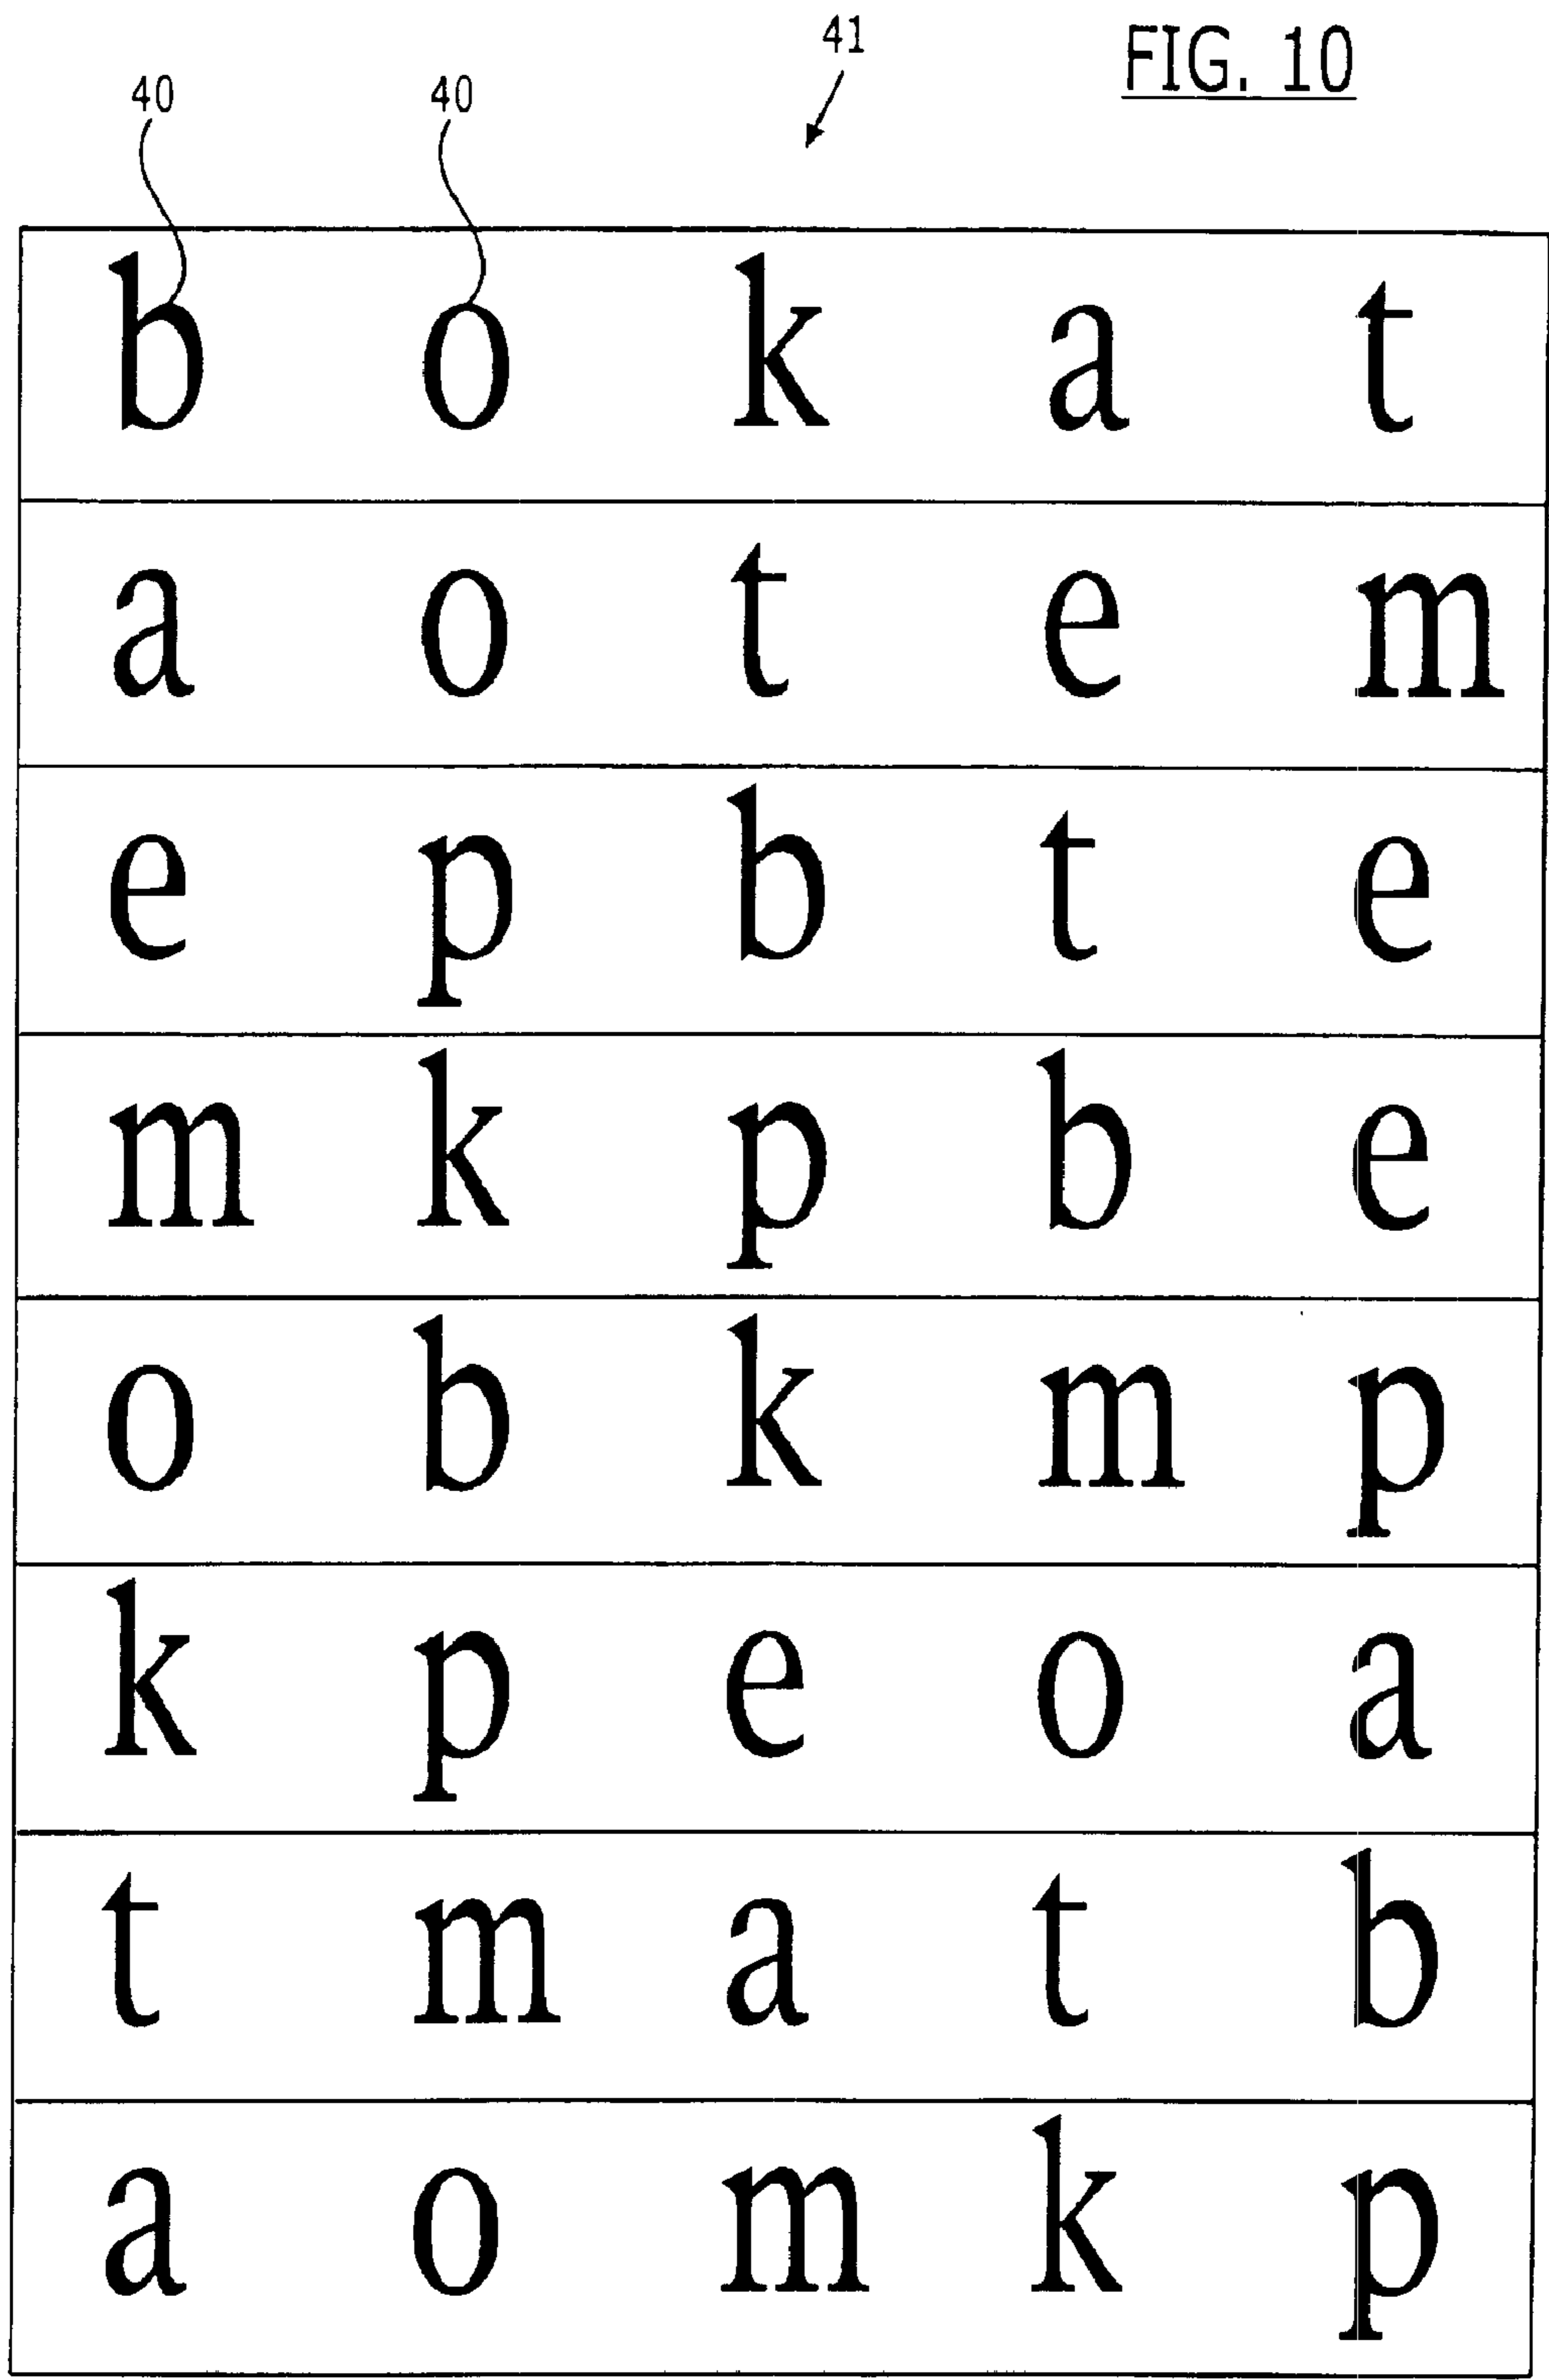 41 FIG. 10
40 40
b o k a t
a o t e m
e p b t e
m k p b e
o b k m p
k p e o a
t m a t b
a o m k p